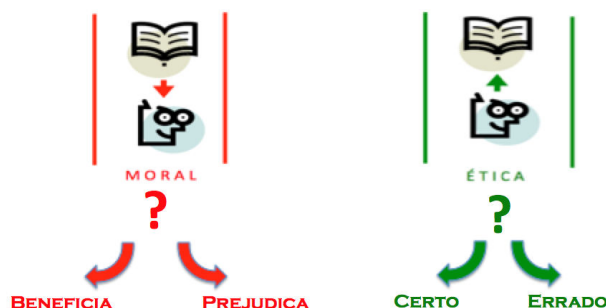 MORAL
?
BENEFICIA
PREJUDICA
ÉTICA
?
CERTO
ERRADO